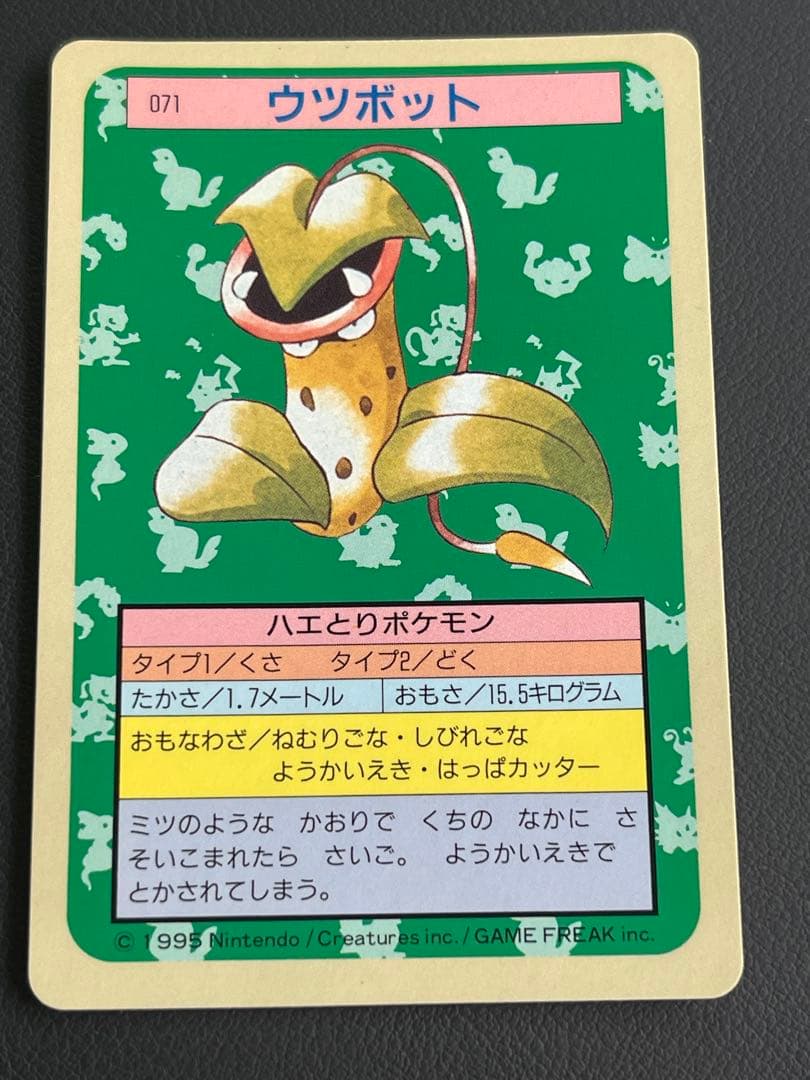 071 ウツボット
ハエとりポケモン
タイプ1／くさ　タイプ2／どく
たかさ／1.7メートル　おもさ／15.5キログラム
おもなわざ／ねむりごな・しびれごな
ようかいえき・はっぱカッター
ミツのような　かおりで　くちの　なかに　さ
そいこまれたら　さいご。　ようかいえきで
とかされてしまう。
© 1995 Nintendo / Creatures inc. / GAME FREAK inc.